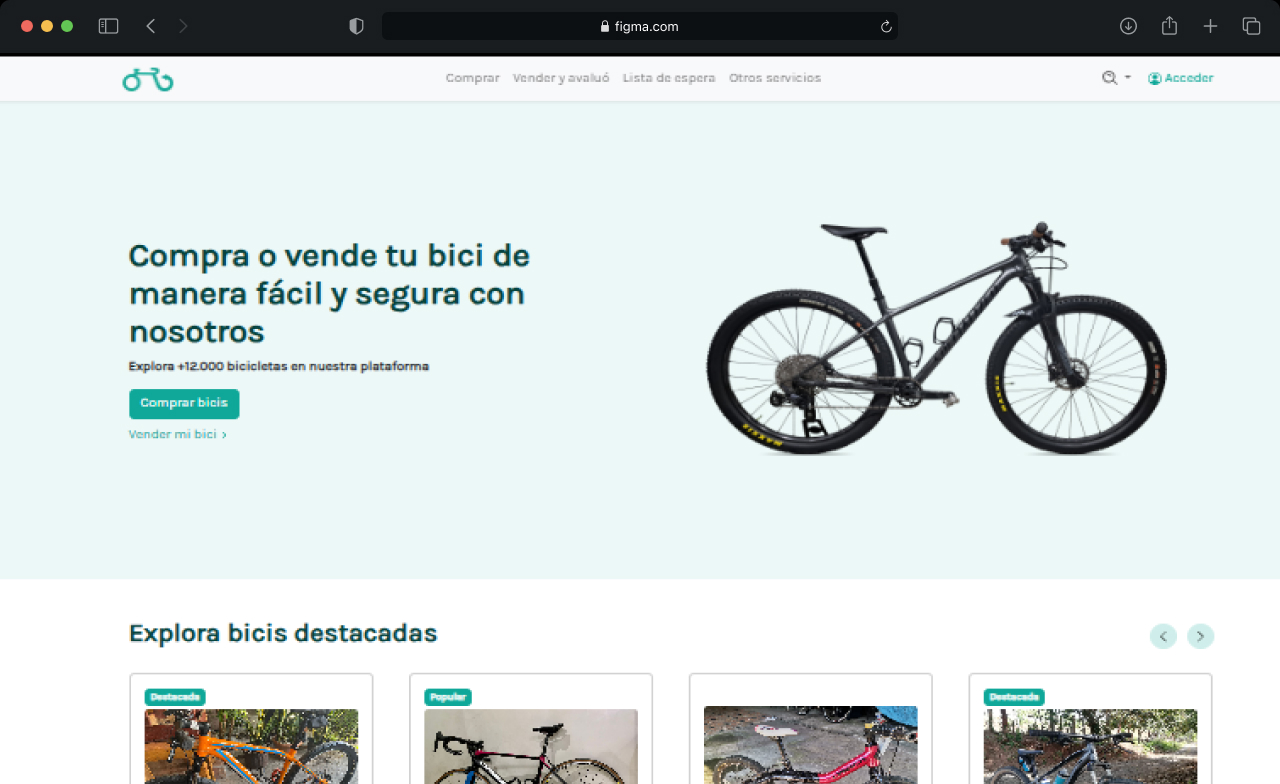 figma.com
Comprar Vender y avaluó Lista de espera Otros servicios
Acceder
Compra o vende tu bici de
manera fácil y segura con
nosotros
Explora +12.000 bicicletas en nuestra plataforma
Comprar bicis
Vender mi bici ›
MAXXIS
MAXXIS
Explora bicis destacadas
Destacada
Popular
Destacada